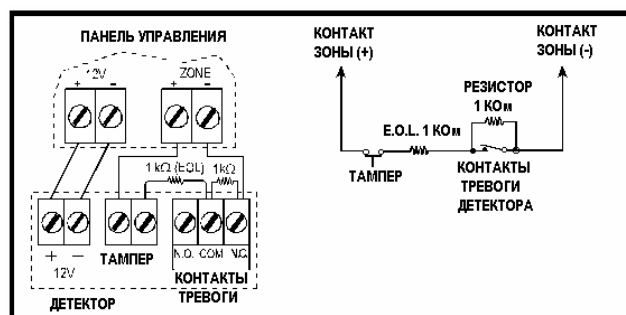 ПАНЕЛЬ УПРАВЛЕНИЯ
12V
+ -
ZONE
+ -
1 kΩ (EOL) 1kΩ
+ –
12V
ТАМПЕР
N.O. COM N.C.
КОНТАКТЫ
ТРЕВОГИ
ДЕТЕКТОР
КОНТАКТ
ЗОНЫ (+)
КОНТАКТ
ЗОНЫ (-)
РЕЗИСТОР
1 КОм
E.O.L. 1 КОм
ТАМПЕР
КОНТАКТЫ
ТРЕВОГИ
ДЕТЕКТОРА